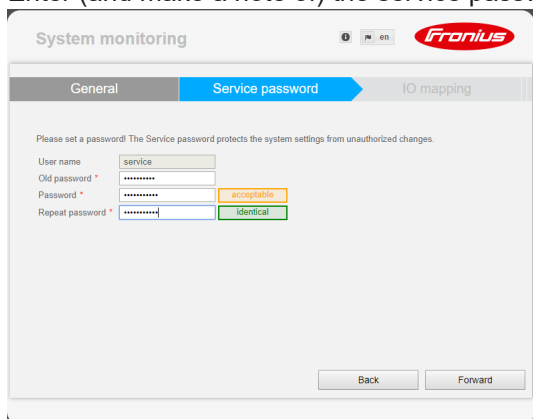 Enter (and make a note of) the service pass
System monitoring
en
Fronius
General
Service password
IO mapping
Please set a password! The Service password protects the system settings from unauthorized changes.
User name service
Old password * ••••••••••
Password * ••••••••••• acceptable
Repeat password * ••••••••••• identical
Back
Forward